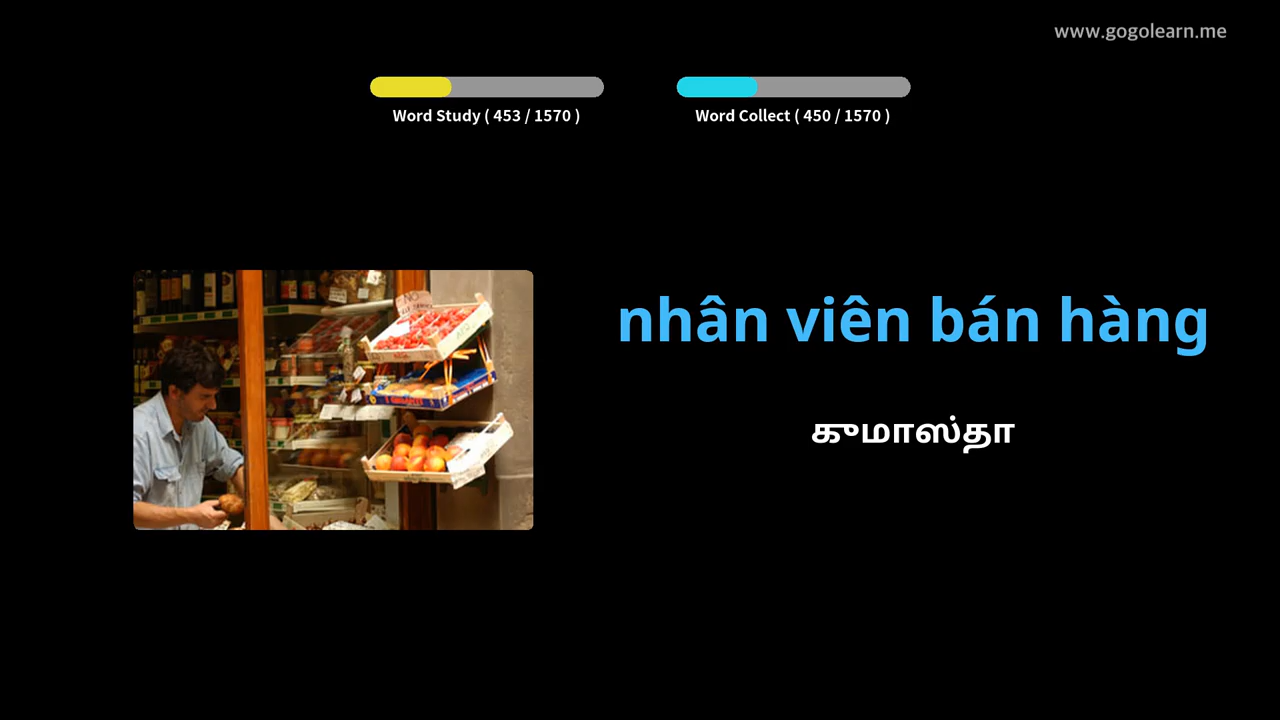 www.gogolearn.me
Word Study ( 453 / 1570 )
Word Collect ( 450 / 1570 )
nhân viên bán hàng
குமாஸ்தா